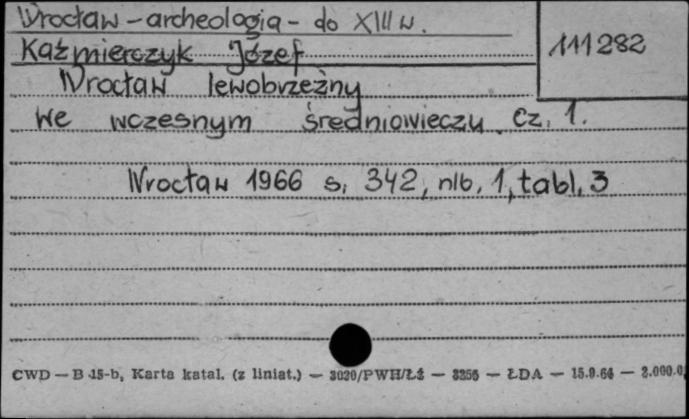 Wrocław - archeologia - do XIII w.
111282
Kaźmierczyk Józef
Wrocław lewobrzeżny
we wczesnym średniowieczu. Cz. 1.
Wrocław 1966 s. 342, nlb. 1, tabl. 3
CWD — B 15-b, Karta katal. (z liniat.) — 3020/PWH/Łź — 3256 — ŁDA — 15.9.64 — 2.000.0